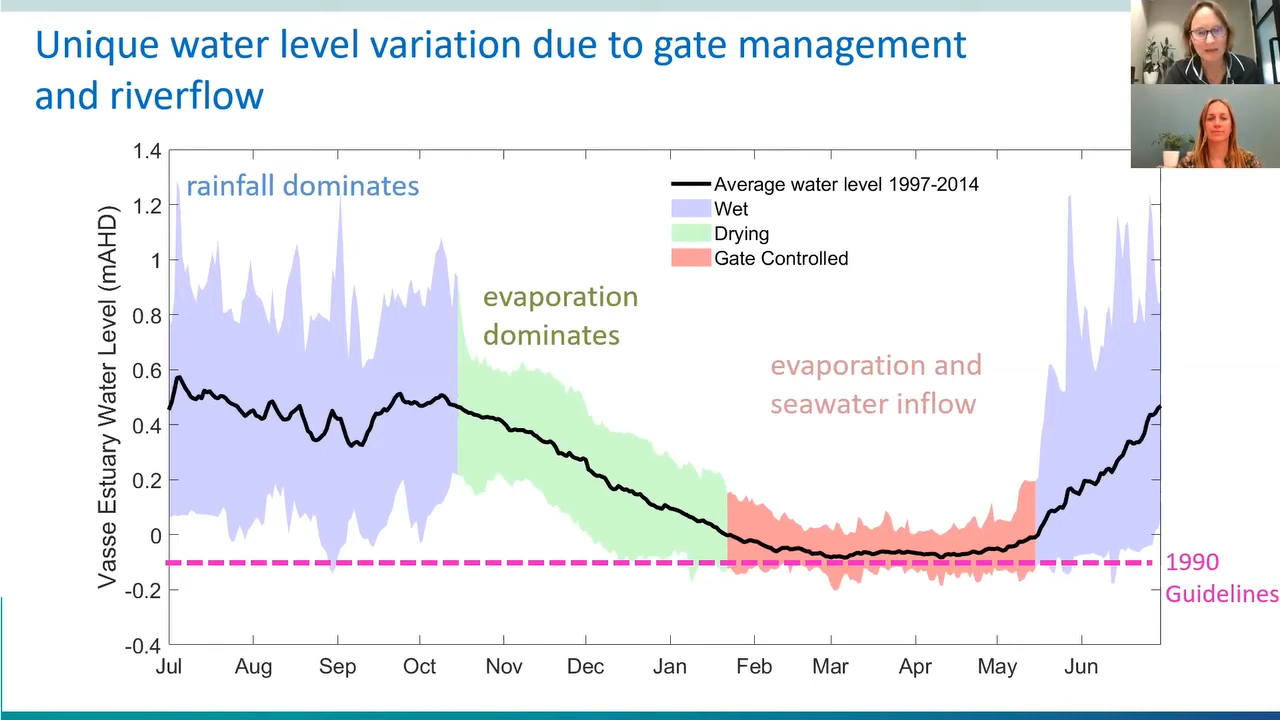 Unique water level variation due to gate management
and riverflow
1.4
1.2
1
0.8
0.6
0.4
0.2
0
-0.2
-0.4
Vasse Estuary Water Level (mAHD)
rainfall dominates
Average water level 1997-2014
Wet
Drying
Gate Controlled
evaporation
dominates
evaporation and
seawater inflow
1990
Guidelines
Jul Aug Sep Oct Nov Dec Jan Feb Mar Apr May Jun